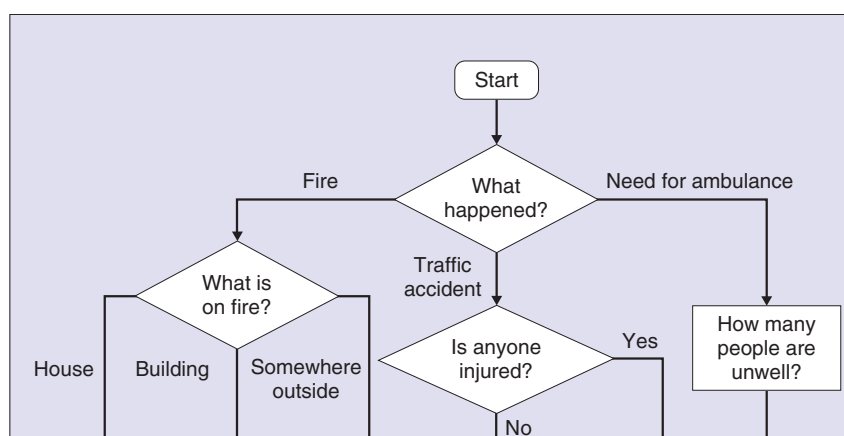 Start
What
happened?
Fire
Need for ambulance
Traffic
accident
What is
on fire?
Is anyone
injured?
How many
people are
unwell?
House
Building
Somewhere
outside
Yes
No